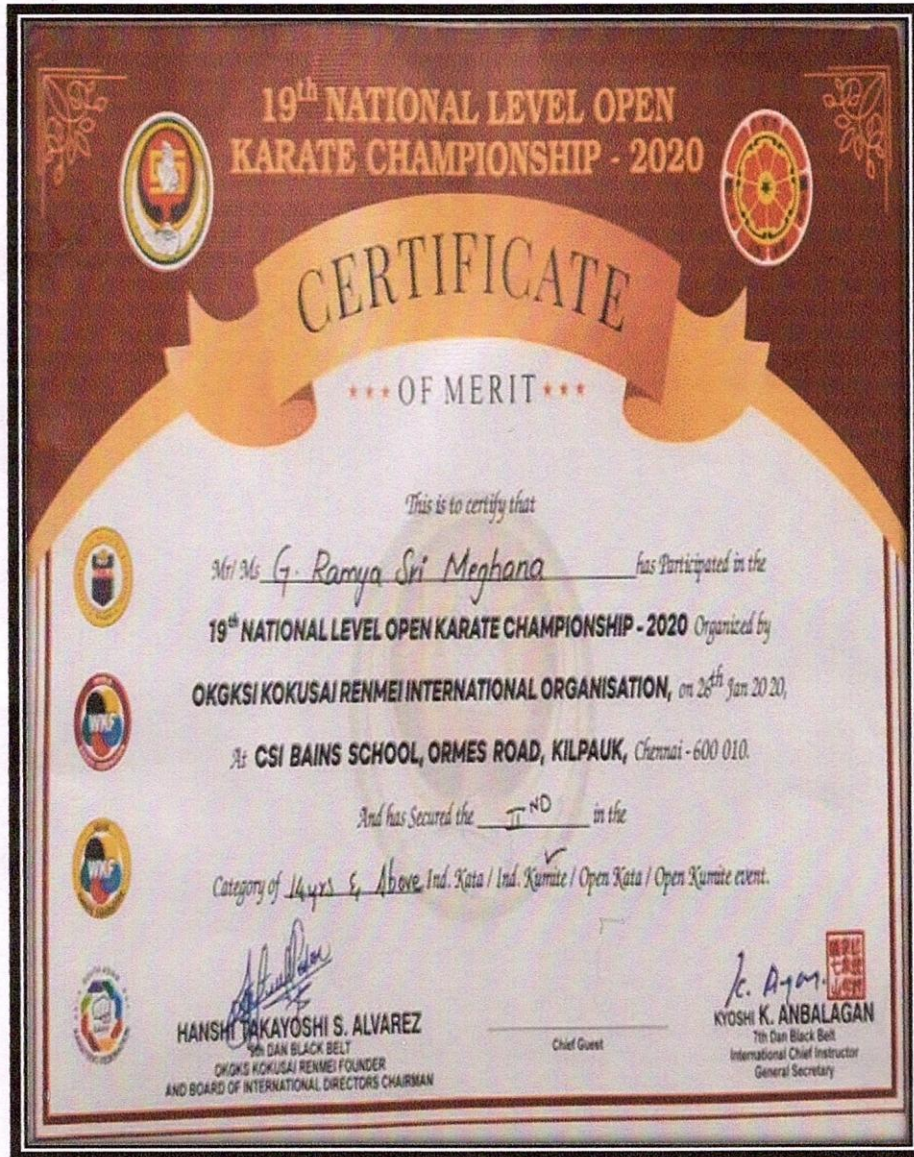 19th NATIONAL LEVEL OPEN
KARATE CHAMPIONSHIP - 2020
CERTIFICATE
OF MERIT
This is to certify that
Mr/ Ms G. Ramya Sri Meghana has Participated in the
19th NATIONAL LEVEL OPEN KARATE CHAMPIONSHIP - 2020 Organized by
OKGKSI KOKUSAI RENMEI INTERNATIONAL ORGANISATION, on 26th Jan 20 20,
At CSI BAINS SCHOOL, ORMES ROAD, KILPAUK, Chennai - 600 010.
And has Secured the II ND in the
Category of 14yrs & Above Ind. Kata / Ind. Kumite / Open Kata / Open Kumite event.
WKF
WKF
HANSHI TAKAYOSHI S. ALVAREZ
9th DAN BLACK BELT
OKGKS KOKUSAI RENMEI FOUNDER
AND BOARD OF INTERNATIONAL DIRECTORS CHAIRMAN
Chief Guest
KYOSHI K. ANBALAGAN
7th Dan Black Belt
International Chief Instructor
General Secretary